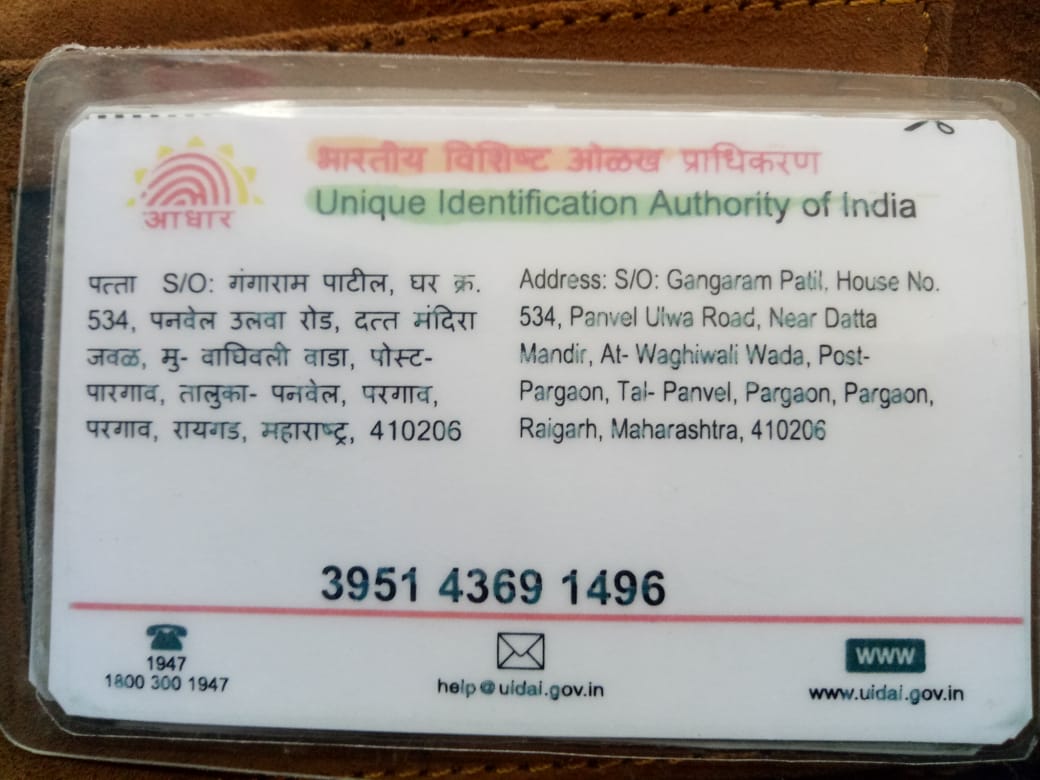 आधार
भारतीय विशिष्ट ओळख प्राधिकरण
Unique Identification Authority of India
पत्ता S/O: गंगाराम पाटील, घर क्र.
534, पनवेल उलवा रोड, दत्त मंदिरा
जवळ, मु- वाघिवली वाडा, पोस्ट-
पारगाव, तालुका- पनवेल, परगाव,
परगाव, रायगड, महाराष्ट्र, 410206
Address: S/O: Gangaram Patil, House No.
534, Panvel Ulwa Road, Near Datta
Mandir, At- Waghiwali Wada, Post-
Pargaon, Tal- Panvel, Pargaon, Pargaon,
Raigarh, Maharashtra, 410206
3951 4369 1496
1947
1800 300 1947
help@uidai.gov.in
WWW
www.uidai.gov.in